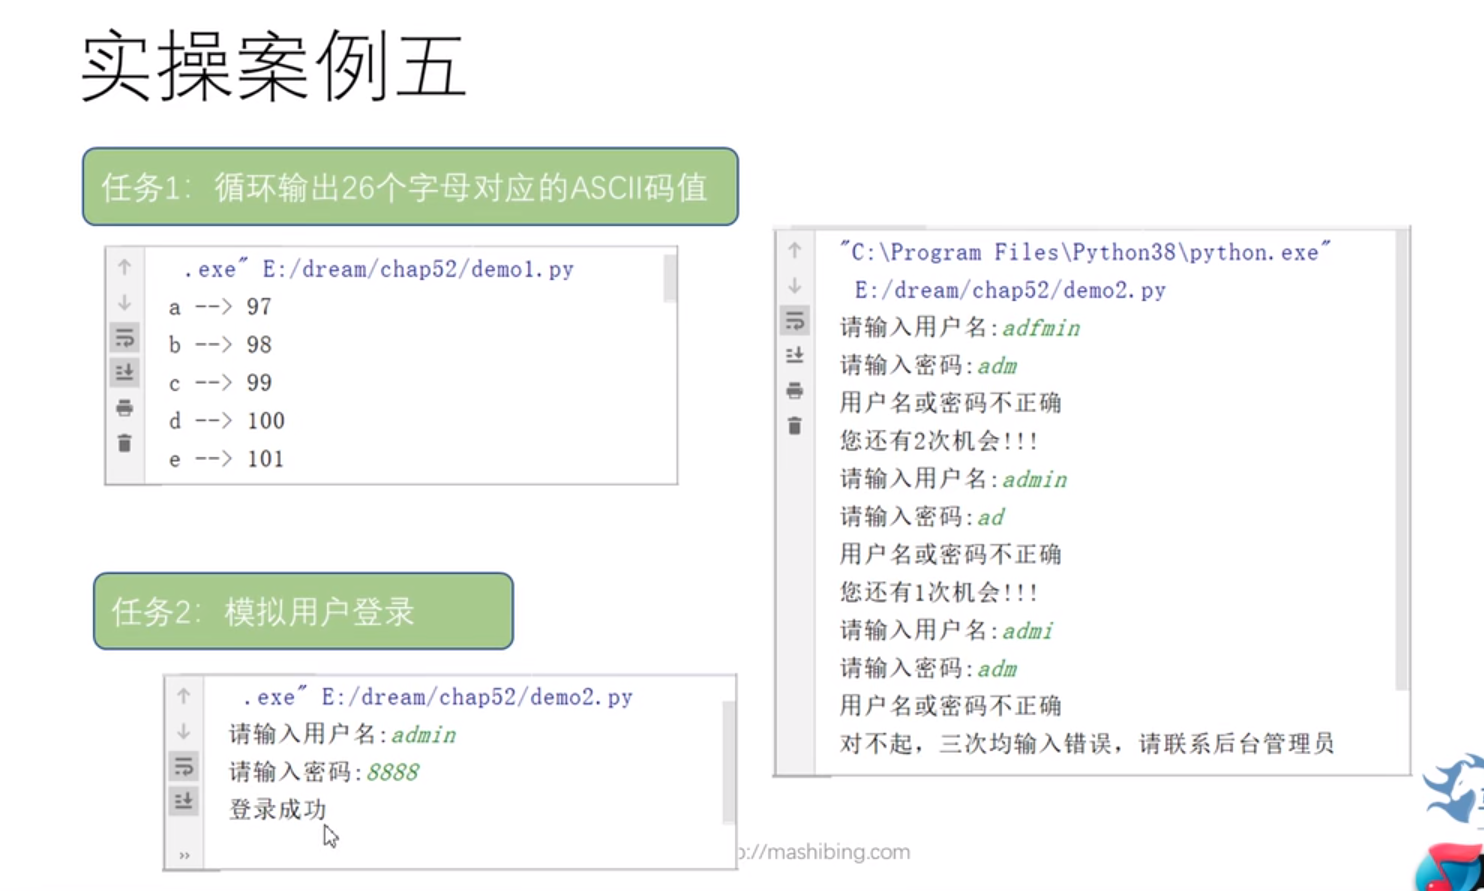 实操案例五
任务1：循环输出26个字母对应的ASCII码值
.exe" E:/dream/chap52/demo1.py
a --> 97
b --> 98
c --> 99
d --> 100
e --> 101
任务2：模拟用户登录
.exe" E:/dream/chap52/demo2.py
请输入用户名:admin
请输入密码:8888
登录成功
"C:\Program Files\Python38\python.exe"
E:/dream/chap52/demo2.py
请输入用户名:adfmin
请输入密码:adm
用户名或密码不正确
您还有2次机会!!!
请输入用户名:admin
请输入密码:ad
用户名或密码不正确
您还有1次机会!!!
请输入用户名:admi
请输入密码:adm
用户名或密码不正确
对不起，三次均输入错误，请联系后台管理员
://mashibing.com